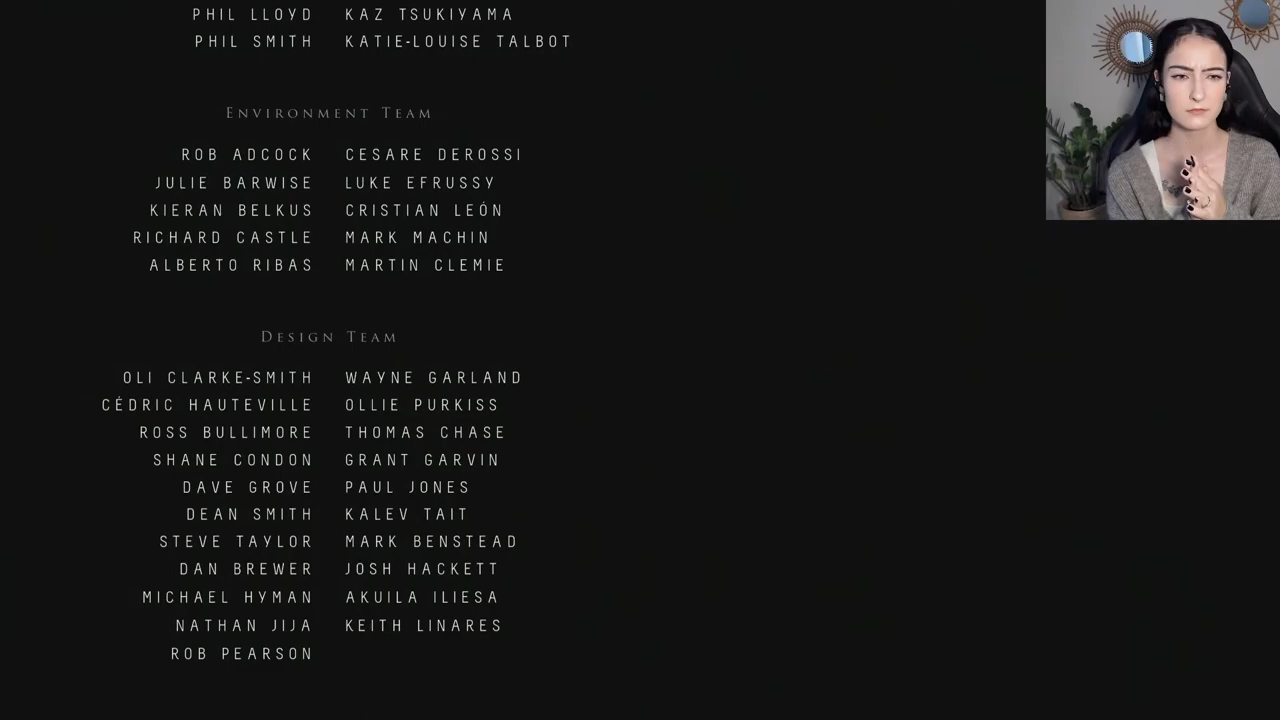 PHIL LLOYD KAZ TSUKIYAMA
PHIL SMITH KATIE-LOUISE TALBOT
ENVIRONMENT TEAM
ROB ADCOCK CESARE DEROSSI
JULIE BARWISE LUKE EFRUSSY
KIERAN BELKUS CRISTIAN LEÓN
RICHARD CASTLE MARK MACHIN
ALBERTO RIBAS MARTIN CLEMIE
DESIGN TEAM
OLI CLARKE-SMITH WAYNE GARLAND
CÉDRIC HAUTEVILLE OLLIE PURKISS
ROSS BULLIMORE THOMAS CHASE
SHANE CONDON GRANT GARVIN
DAVE GROVE PAUL JONES
DEAN SMITH KALEV TAIT
STEVE TAYLOR MARK BENSTEAD
DAN BREWER JOSH HACKETT
MICHAEL HYMAN AKUILA ILIESA
NATHAN JIJA KEITH LINARES
ROB PEARSON